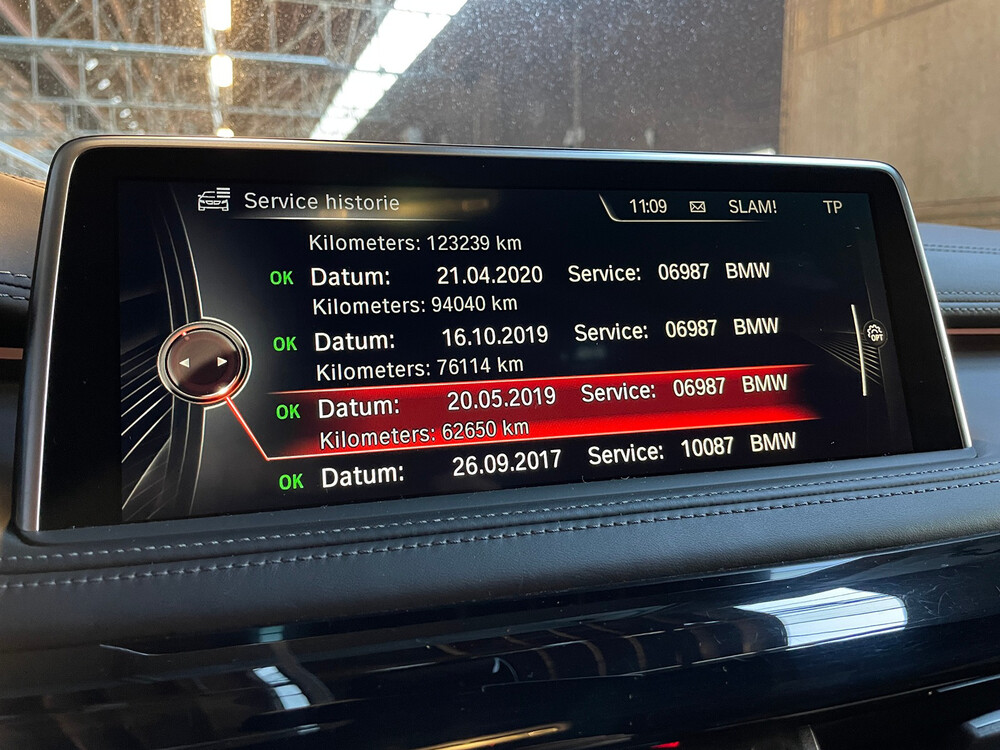 Service historie 11:09 SLAM! TP
Kilometers: 123239 km
OK Datum: 21.04.2020 Service: 06987 BMW
Kilometers: 94040 km
OK Datum: 16.10.2019 Service: 06987 BMW
Kilometers: 76114 km
OPT
OK Datum: 20.05.2019 Service: 06987 BMW
Kilometers: 62650 km
OK Datum: 26.09.2017 Service: 10087 BMW